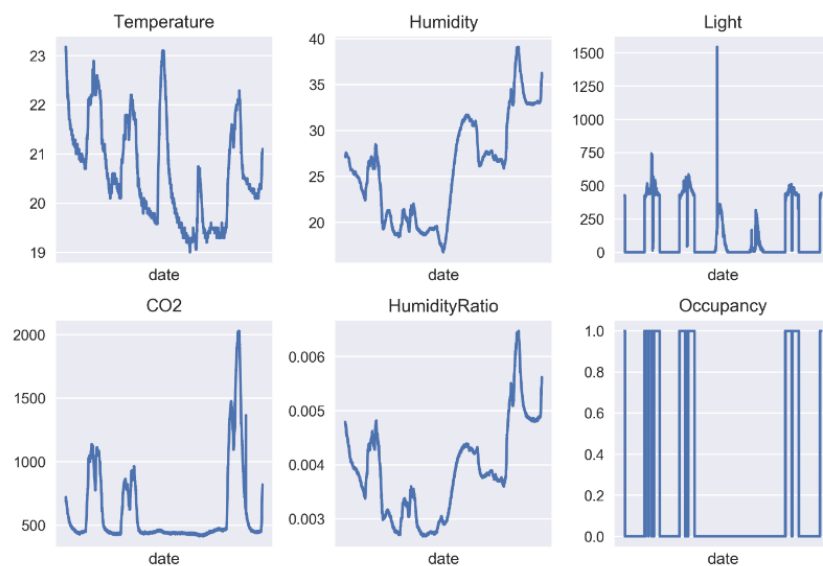 Temperature
23
22
21
20
19
date
Humidity
40
35
30
25
20
date
Light
1500
1250
1000
750
500
250
0
date
CO2
2000
1500
1000
500
date
HumidityRatio
0.006
0.005
0.004
0.003
date
Occupancy
1.0
0.8
0.6
0.4
0.2
0.0
date